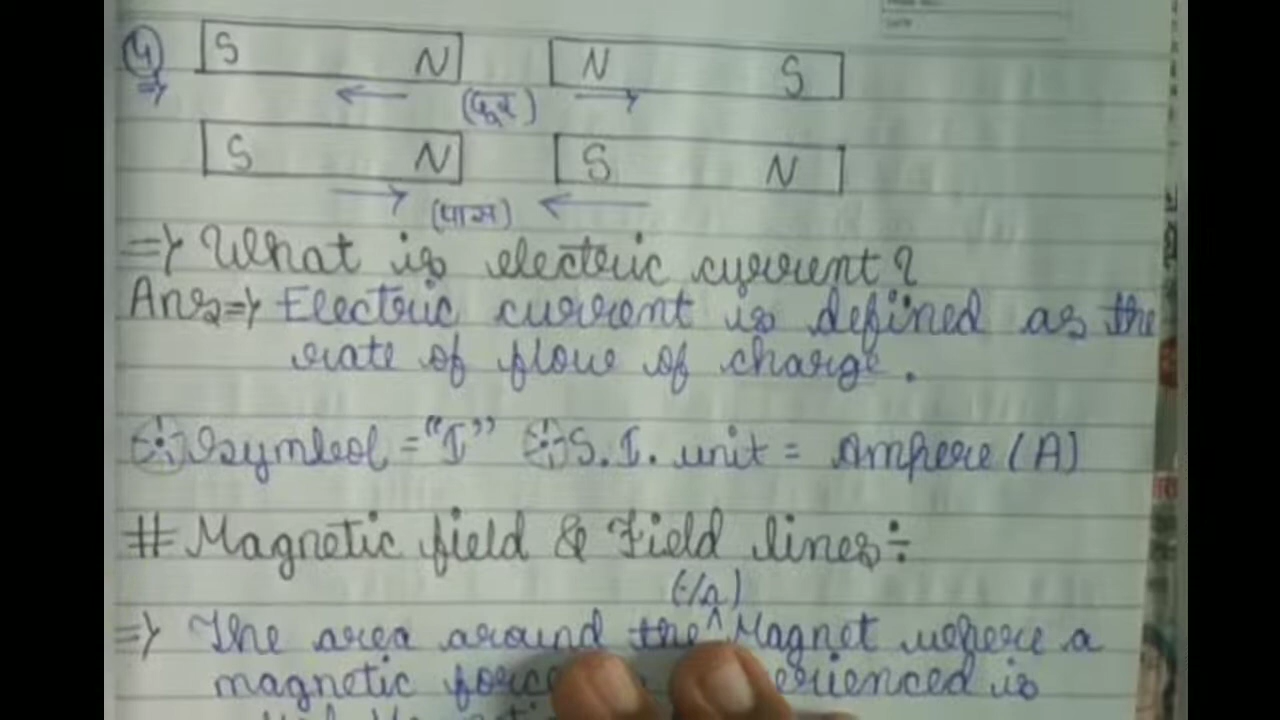 4
S N N S
⇒ ← (दूर) →
S N S N
→ (पास) ←
⇒ What is electric current?
Ans⇒ Electric current is defined as the
rate of flow of charge.
Symbol = "I" S.I. unit = Ampere (A)
# Magnetic field & Field lines÷
(-/a)
⇒ The area around the ^ Magnet where a
magnetic force is